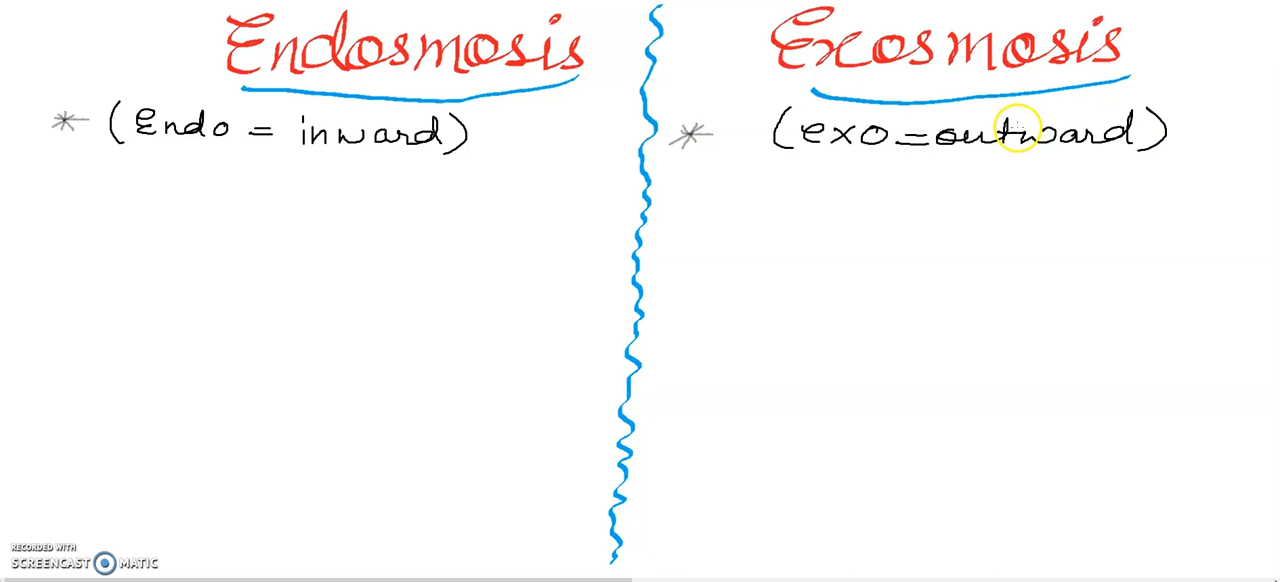 Endosmosis
Exosmosis
* (Endo = inward)
* (exo = outward)
RECORDED WITH
SCREENCAST MATIC